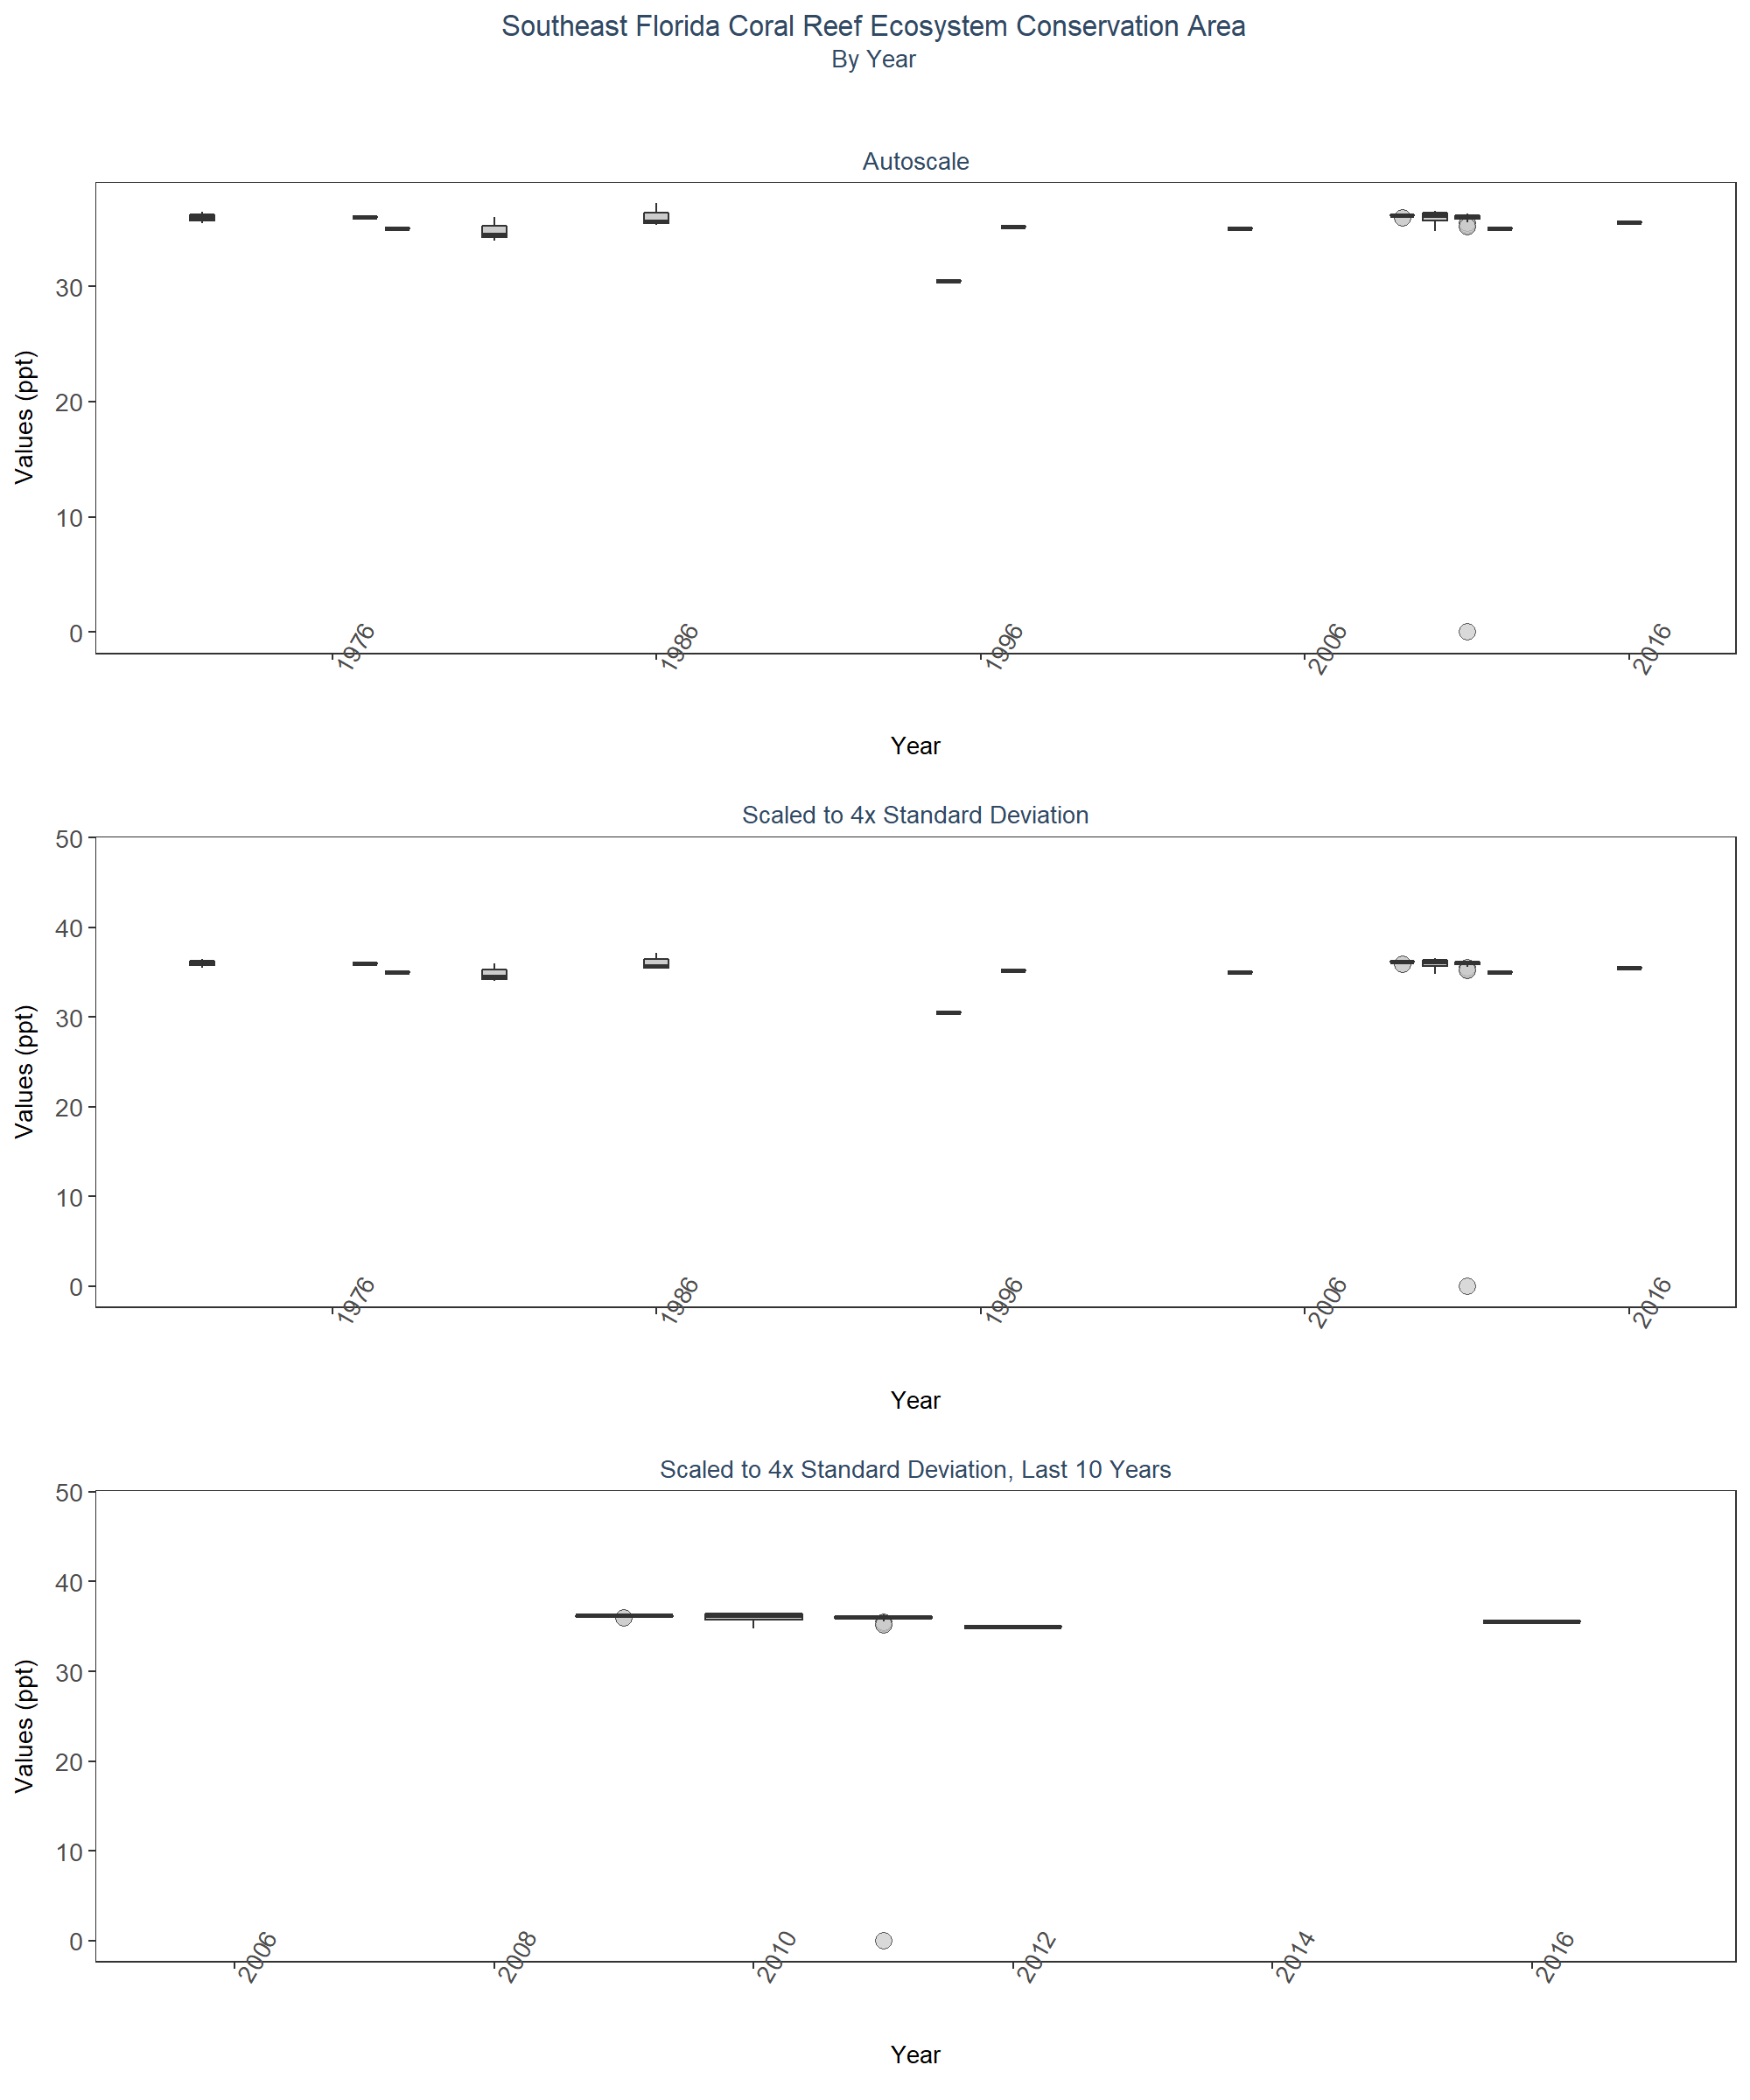 Southeast Florida Coral Reef Ecosystem Conservation Area
By Year
Autoscale
Values (ppt)
30
20
10
0
1976
1986
1996
2006
2016
Year
Scaled to 4x Standard Deviation
Values (ppt)
50
40
30
20
10
0
1976
1986
1996
2006
2016
Year
Scaled to 4x Standard Deviation, Last 10 Years
Values (ppt)
50
40
30
20
10
0
2006
2008
2010
2012
2014
2016
Year